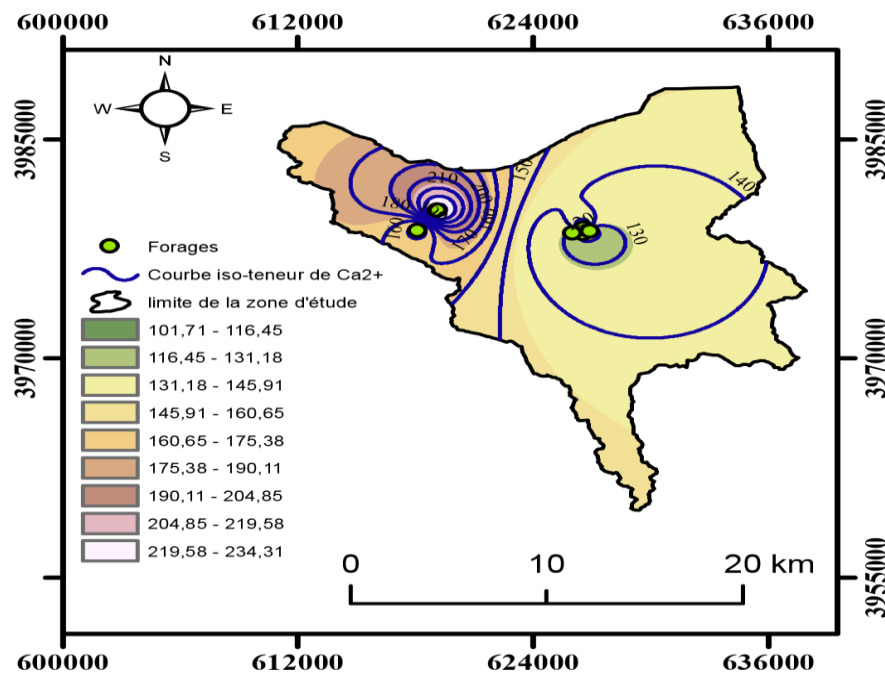 600000 612000 624000 636000
N
W E
S
3985000 3985000
3970000 3970000
3955000 3955000
210
200
180
180
160
170
150
140
130
Forages
Courbe iso-teneur de Ca2+
limite de la zone d'étude
101,71 - 116,45
116,45 - 131,18
131,18 - 145,91
145,91 - 160,65
160,65 - 175,38
175,38 - 190,11
190,11 - 204,85
204,85 - 219,58
219,58 - 234,31
0 10 20 km
600000 612000 624000 636000